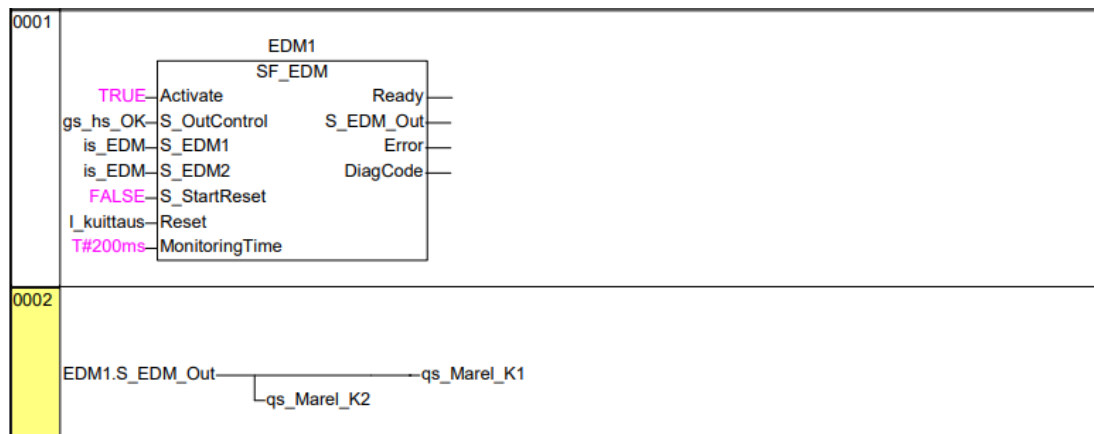 0001
EDM1
SF_EDM
TRUE Activate Ready
gs_hs_OK S_OutControl S_EDM_Out
is_EDM S_EDM1 Error
is_EDM S_EDM2 DiagCode
FALSE S_StartReset
I_kuittaus Reset
T#200ms MonitoringTime
0002
EDM1.S_EDM_Out qs_Marel_K1
qs_Marel_K2